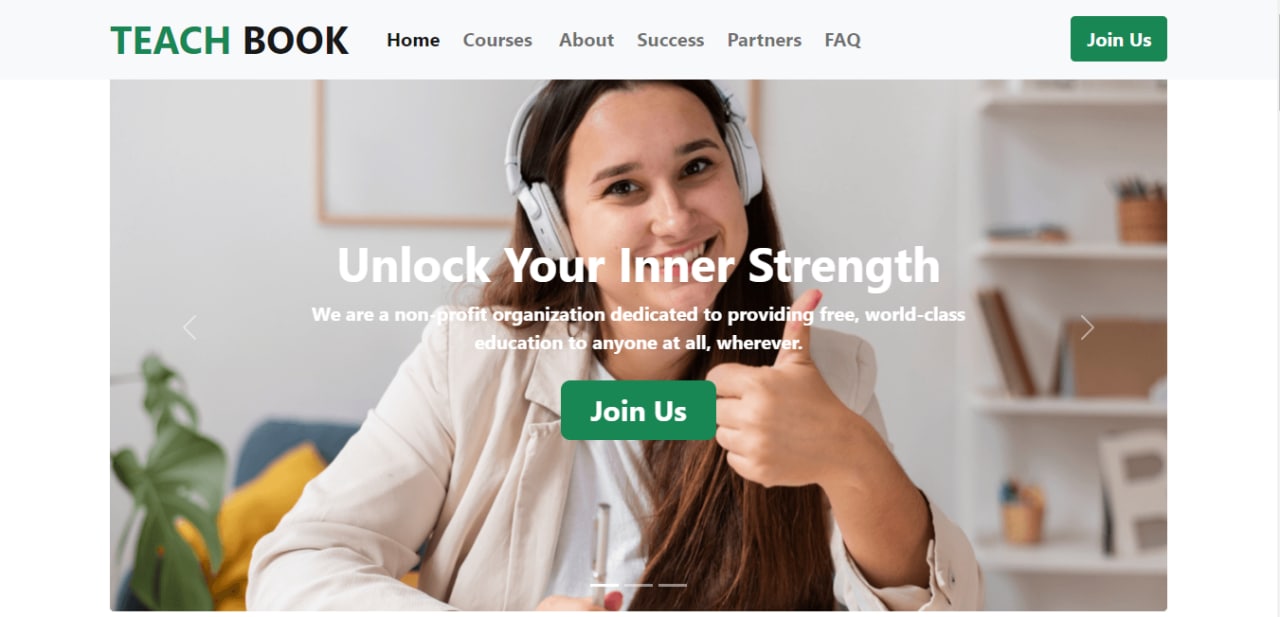 TEACH BOOK
Home Courses About Success Partners FAQ
Join Us
Unlock Your Inner Strength
We are a non-profit organization dedicated to providing free, world-class
education to anyone at all, wherever.
Join Us